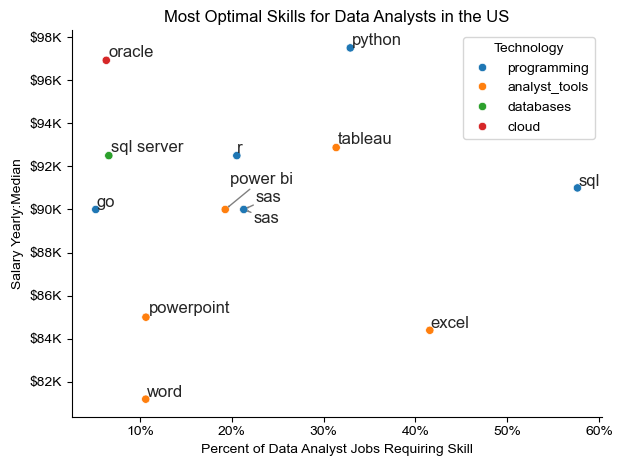 Most Optimal Skills for Data Analysts in the US
$98K
$96K
$94K
$92K
$90K
$88K
$86K
$84K
$82K
Salary Yearly:Median
oracle
python
Technology
programming
analyst_tools
databases
cloud
sql server
r
tableau
power bi
sql
go
sas
sas
powerpoint
excel
word
10%
20%
30%
40%
50%
60%
Percent of Data Analyst Jobs Requiring Skill